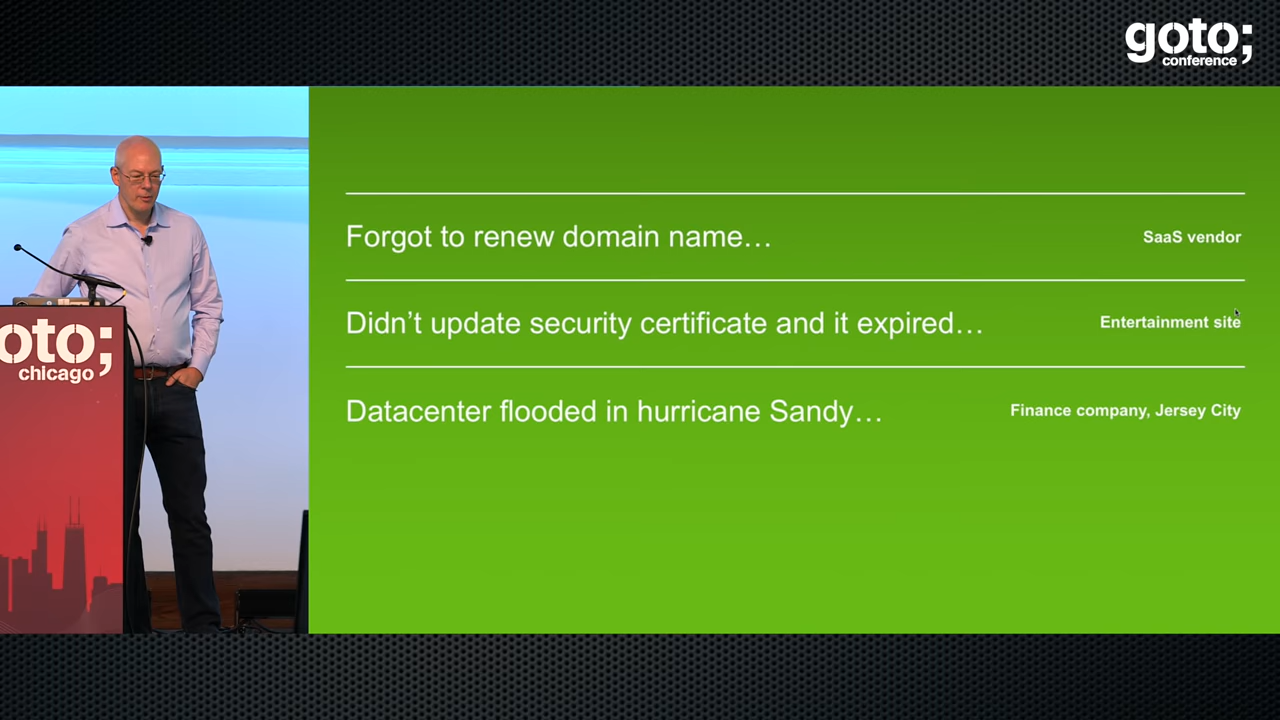 goto;
conference
Forgot to renew domain name…
SaaS vendor
Didn’t update security certificate and it expired…
Entertainment site
Datacenter flooded in hurricane Sandy…
Finance company, Jersey City
oto;
chicago